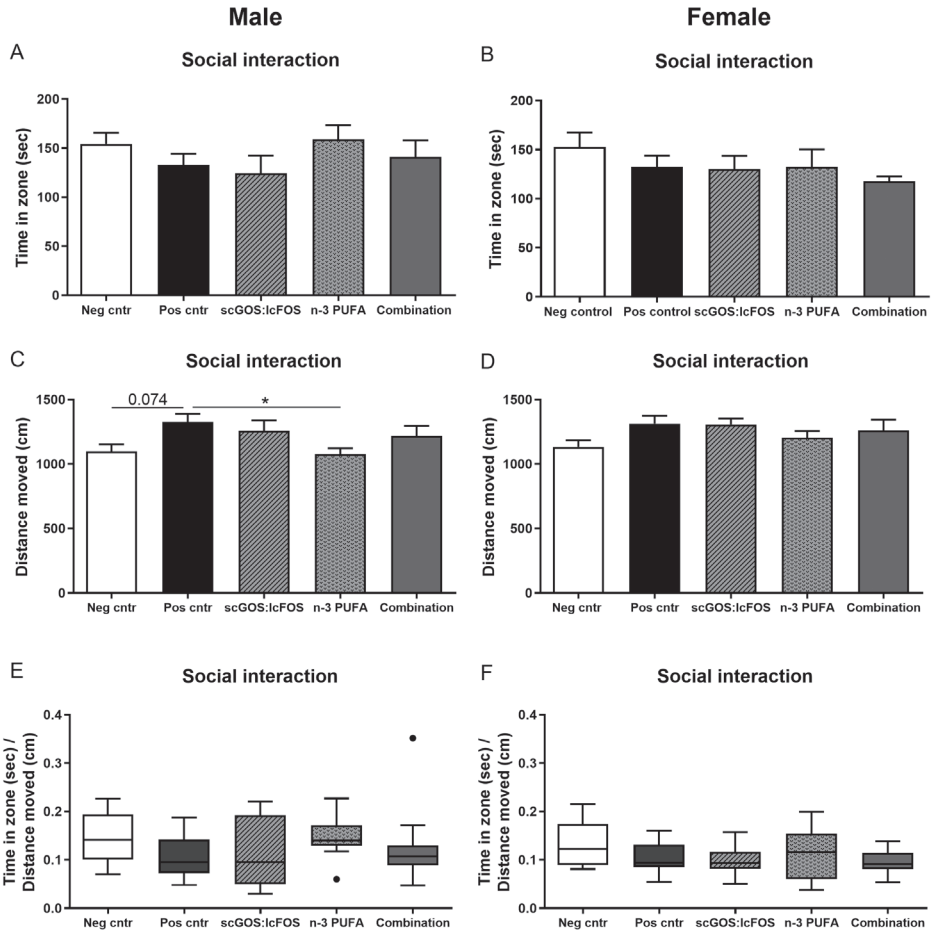 Male
Female
A
Social interaction
Time in zone (sec)
200
150
100
50
0
Neg cntr Pos cntr scGOS:lcFOS n-3 PUFA Combination
B
Social interaction
Time in zone (sec)
200
150
100
50
0
Neg control Pos control scGOS:lcFOS n-3 PUFA Combination
C
Social interaction
Distance moved (cm)
1500
1000
500
0
0.074
*
Neg cntr Pos cntr scGOS:lcFOS n-3 PUFA Combination
D
Social interaction
Distance moved (cm)
1500
1000
500
0
Neg cntr Pos cntr scGOS:lcFOS n-3 PUFA Combination
E
Social interaction
Time in zone (sec) /
Distance moved (cm)
0.4
0.3
0.2
0.1
0.0
Neg cntr Pos cntr scGOS:lcFOS n-3 PUFA Combination
F
Social interaction
Time in zone (sec) /
Distance moved (cm)
0.4
0.3
0.2
0.1
0.0
Neg cntr Pos cntr scGOS:lcFOS n-3 PUFA Combination